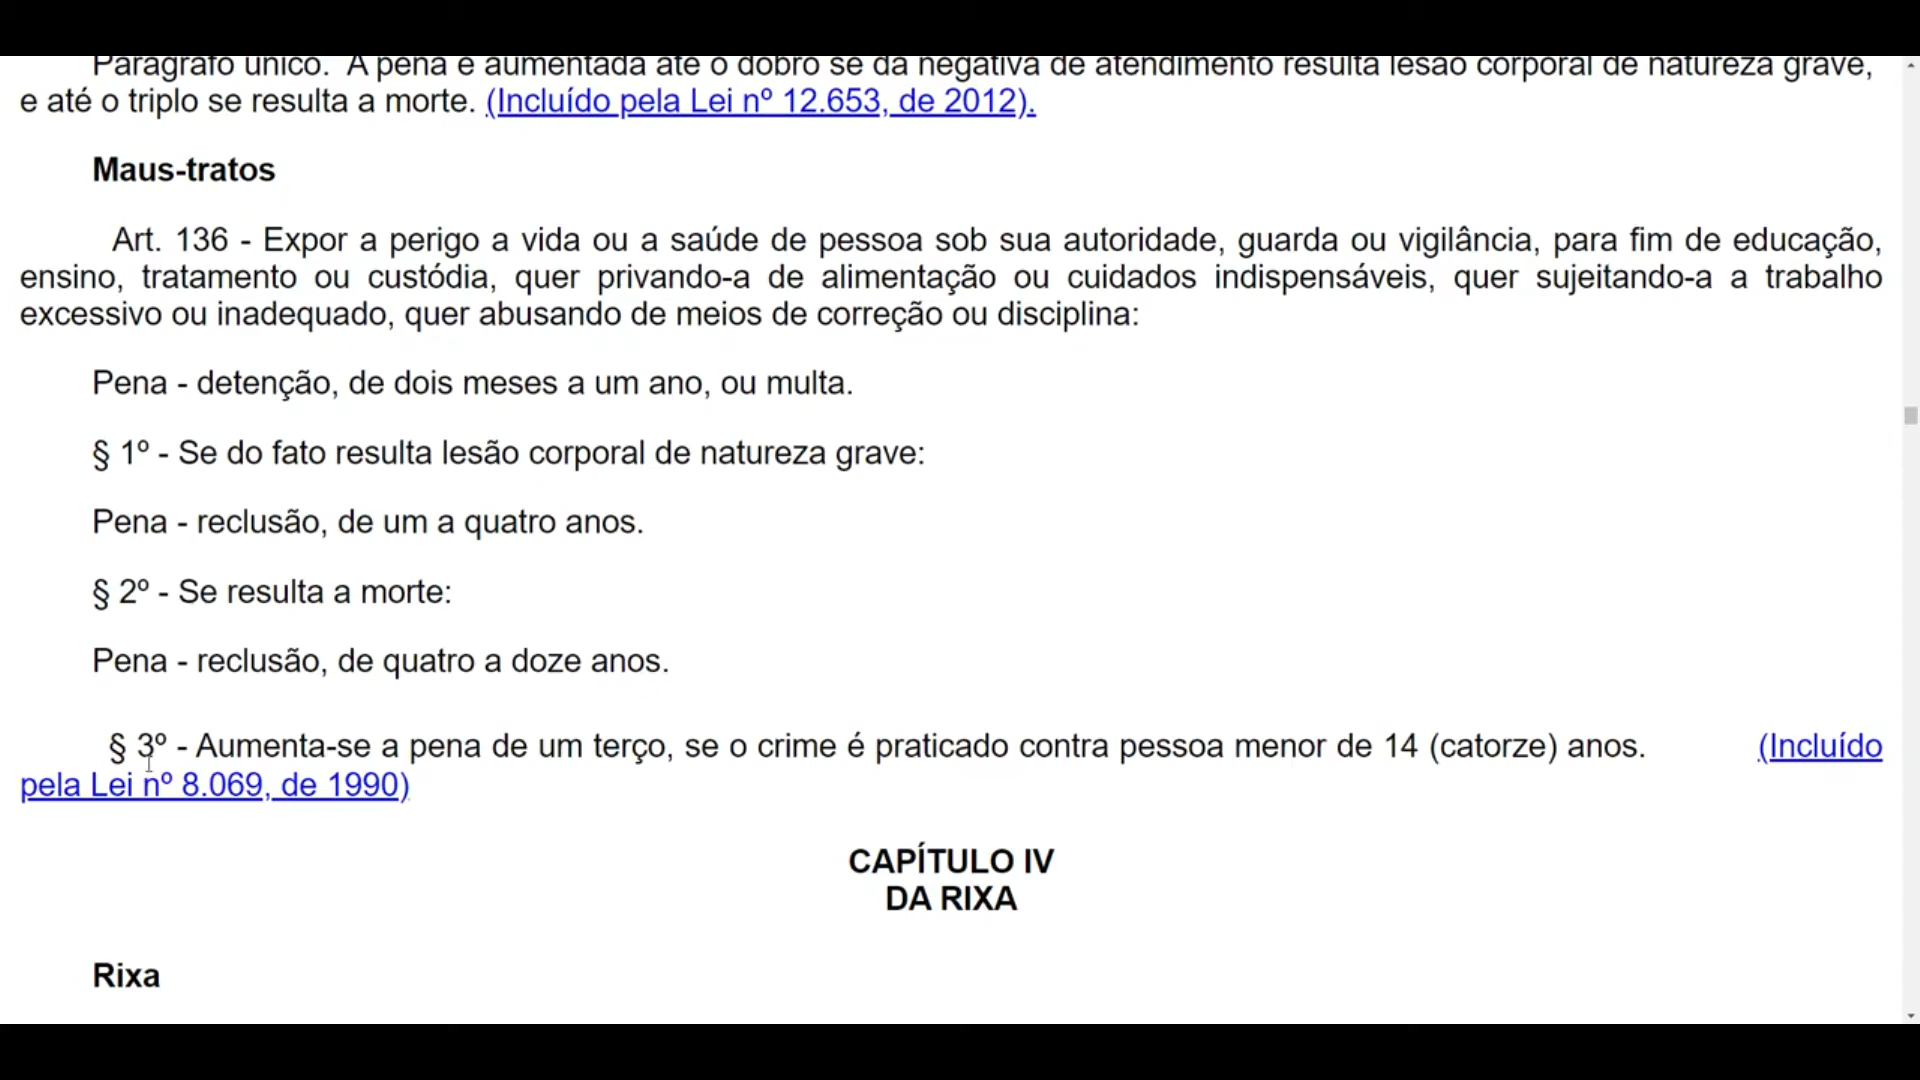 Parágrafo único. A pena é aumentada até o dobro se da negativa de atendimento resulta lesão corporal de natureza grave,
e até o triplo se resulta a morte. (Incluído pela Lei nº 12.653, de 2012).
Maus-tratos
Art. 136 - Expor a perigo a vida ou a saúde de pessoa sob sua autoridade, guarda ou vigilância, para fim de educação,
ensino, tratamento ou custódia, quer privando-a de alimentação ou cuidados indispensáveis, quer sujeitando-a a trabalho
excessivo ou inadequado, quer abusando de meios de correção ou disciplina:
Pena - detenção, de dois meses a um ano, ou multa.
§ 1º - Se do fato resulta lesão corporal de natureza grave:
Pena - reclusão, de um a quatro anos.
§ 2º - Se resulta a morte:
Pena - reclusão, de quatro a doze anos.
§ 3º - Aumenta-se a pena de um terço, se o crime é praticado contra pessoa menor de 14 (catorze) anos. (Incluído
pela Lei nº 8.069, de 1990)
CAPÍTULO IV
DA RIXA
Rixa